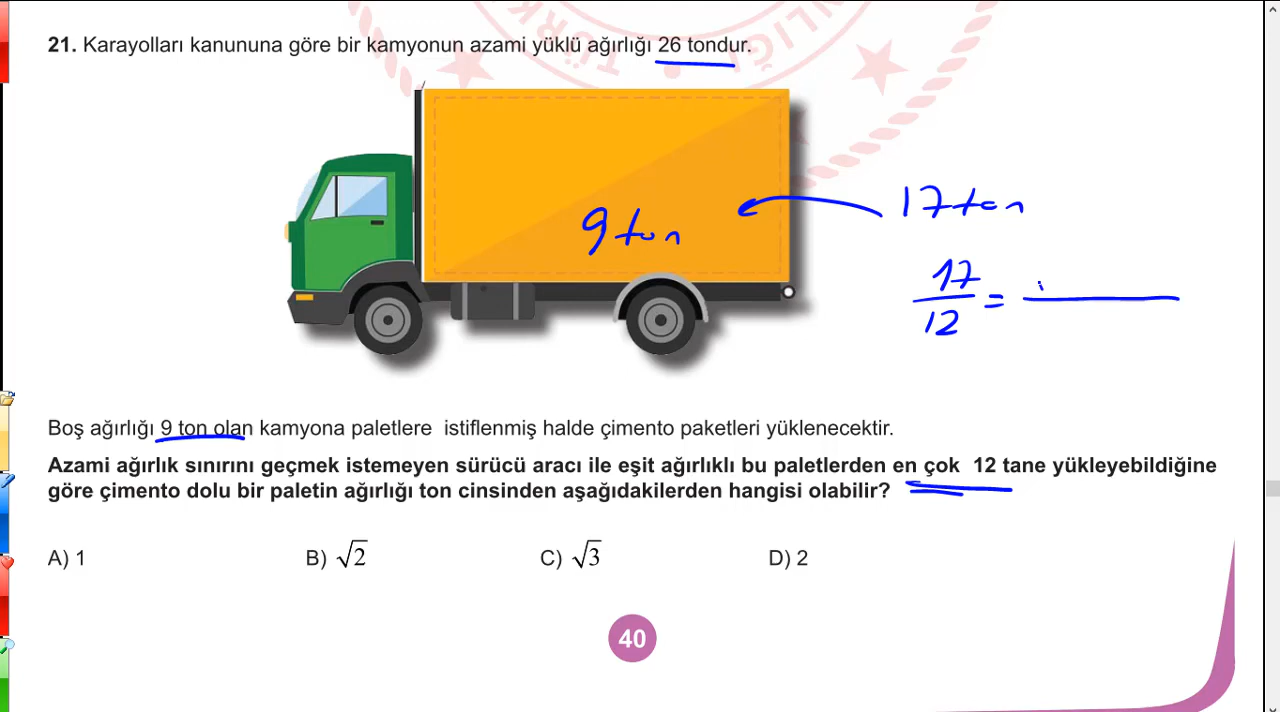 21. Karayolları kanununa göre bir kamyonun azami yüklü ağırlığı 26 tondur.
9 ton
17 ton
17
12
=
Boş ağırlığı 9 ton olan kamyona paletlere istiflenmiş halde çimento paketleri yüklenecektir.
Azami ağırlık sınırını geçmek istemeyen sürücü aracı ile eşit ağırlıklı bu paletlerden en çok 12 tane yükleyebildiğine
göre çimento dolu bir paletin ağırlığı ton cinsinden aşağıdakilerden hangisi olabilir?
A) 1 B) √2 C) √3 D) 2
40